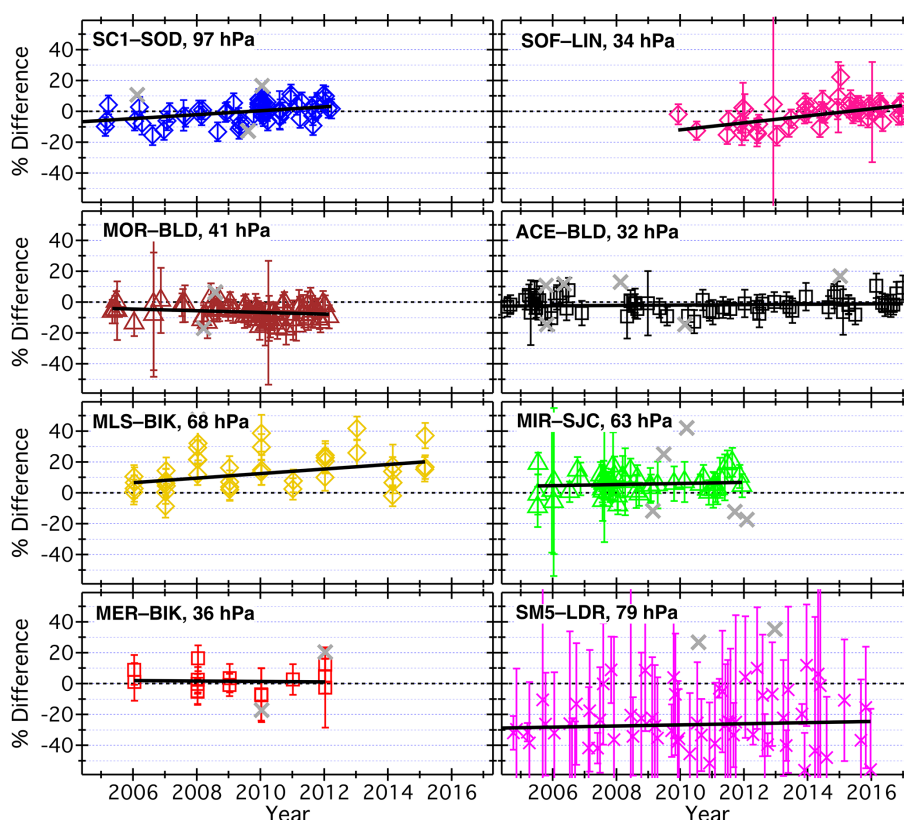 SC1–SOD, 97 hPa
SOF–LIN, 34 hPa
% Difference
40
20
0
-20
-40
MOR–BLD, 41 hPa
ACE–BLD, 32 hPa
% Difference
40
20
0
-20
-40
MLS–BIK, 68 hPa
MIR–SJC, 63 hPa
% Difference
40
20
0
-20
-40
MER–BIK, 36 hPa
SM5–LDR, 79 hPa
% Difference
40
20
0
-20
-40
2006 2008 2010 2012 2014 2016
2006 2008 2010 2012 2014 2016
Year
Year